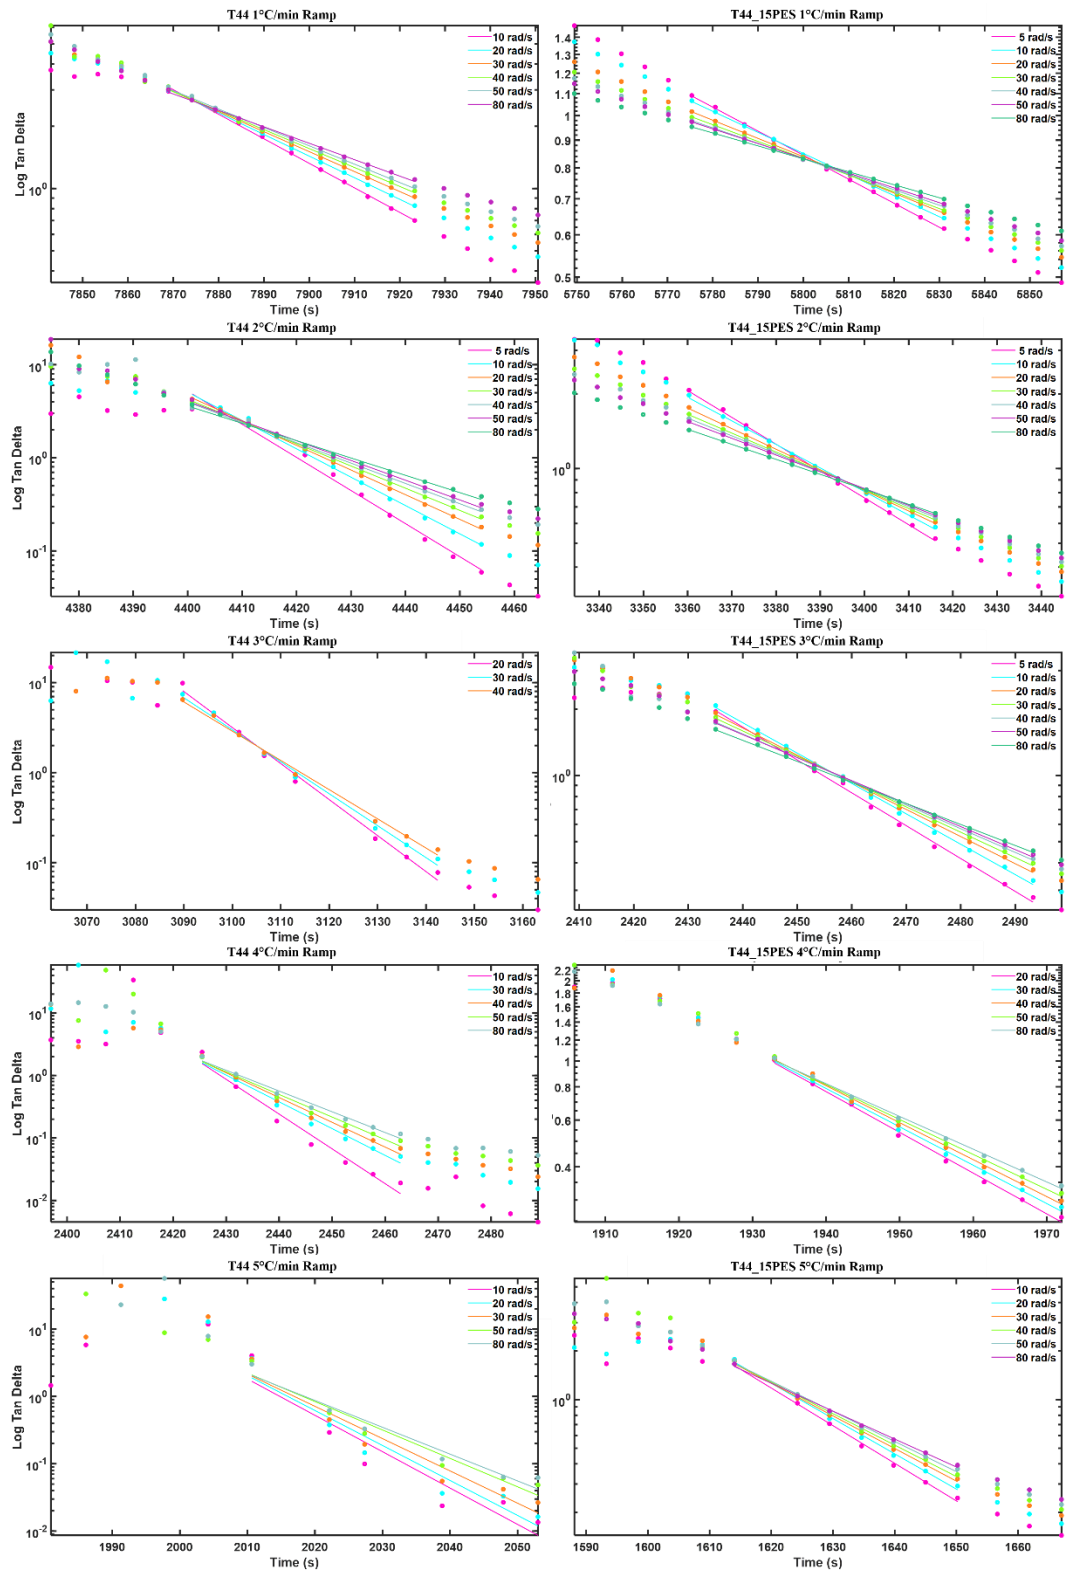 T44 1°C/min Ramp
Log Tan Delta
10⁰
10 rad/s
20 rad/s
30 rad/s
40 rad/s
50 rad/s
80 rad/s
7850 7860 7870 7880 7890 7900 7910 7920 7930 7940 7950
Time (s)
T44_15PES 1°C/min Ramp
1.4
1.3
1.2
1.1
1
0.9
0.8
0.7
0.6
0.5
5 rad/s
10 rad/s
20 rad/s
30 rad/s
40 rad/s
50 rad/s
80 rad/s
5750 5760 5770 5780 5790 5800 5810 5820 5830 5840 5850 5860
Time (s)
T44 2°C/min Ramp
Log Tan Delta
10¹
10⁰
10⁻¹
5 rad/s
10 rad/s
20 rad/s
30 rad/s
40 rad/s
50 rad/s
80 rad/s
4380 4390 4400 4410 4420 4430 4440 4450 4460
Time (s)
T44_15PES 2°C/min Ramp
10⁰
5 rad/s
10 rad/s
20 rad/s
30 rad/s
40 rad/s
50 rad/s
80 rad/s
3340 3350 3360 3370 3380 3390 3400 3410 3420 3430 3440
Time (s)
T44 3°C/min Ramp
Log Tan Delta
10¹
10⁰
10⁻¹
20 rad/s
30 rad/s
40 rad/s
3070 3080 3090 3100 3110 3120 3130 3140 3150 3160
Time (s)
T44_15PES 3°C/min Ramp
10⁰
5 rad/s
10 rad/s
20 rad/s
30 rad/s
40 rad/s
50 rad/s
80 rad/s
2410 2420 2430 2440 2450 2460 2470 2480 2490
Time (s)
T44 4°C/min Ramp
Log Tan Delta
10¹
10⁰
10⁻¹
10⁻²
10 rad/s
30 rad/s
40 rad/s
50 rad/s
80 rad/s
2400 2410 2420 2430 2440 2450 2460 2470 2480
Time (s)
T44_15PES 4°C/min Ramp
2.2
2
1.8
1.6
1.4
1.2
1
0.8
0.6
0.4
20 rad/s
30 rad/s
40 rad/s
50 rad/s
80 rad/s
1910 1920 1930 1940 1950 1960 1970
Time (s)
T44 5°C/min Ramp
Log Tan Delta
10¹
10⁰
10⁻¹
10⁻²
10 rad/s
20 rad/s
30 rad/s
50 rad/s
80 rad/s
1990 2000 2010 2020 2030 2040 2050
Time (s)
T44_15PES 5°C/min Ramp
10⁰
10 rad/s
20 rad/s
30 rad/s
40 rad/s
50 rad/s
80 rad/s
1590 1600 1610 1620 1630 1640 1650 1660
Time (s)